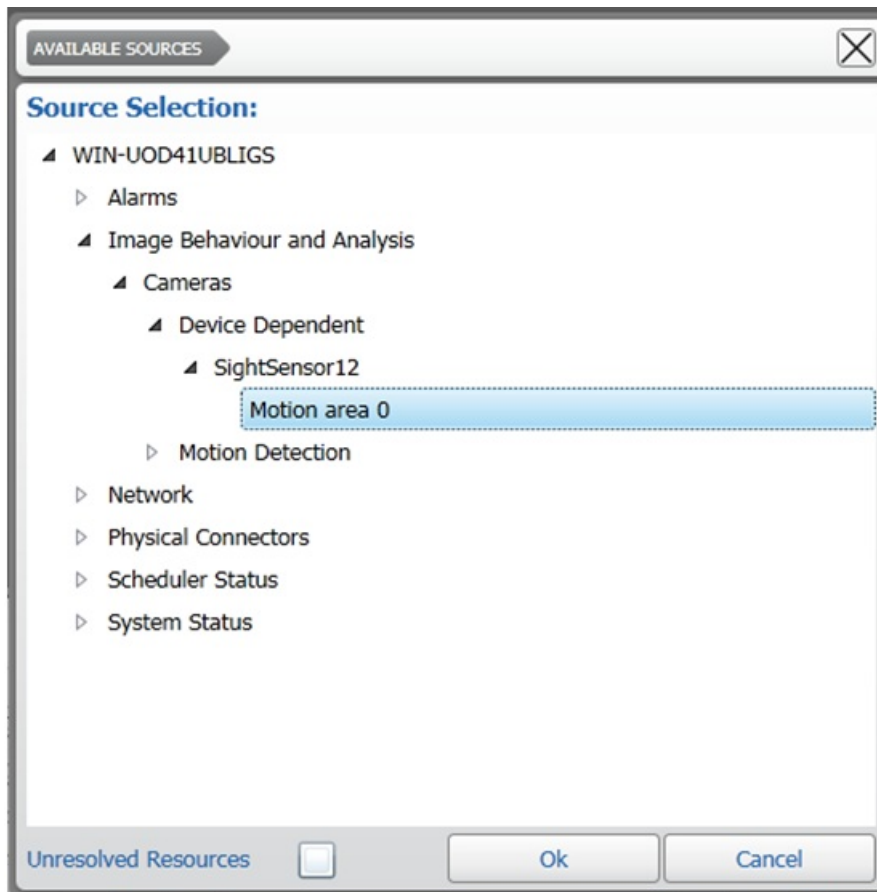 AVAILABLE SOURCES
Source Selection:
WIN-UOD41UBLIGS
Alarms
Image Behaviour and Analysis
Cameras
Device Dependent
SightSensor12
Motion area 0
Motion Detection
Network
Physical Connectors
Scheduler Status
System Status
Unresolved Resources Ok Cancel